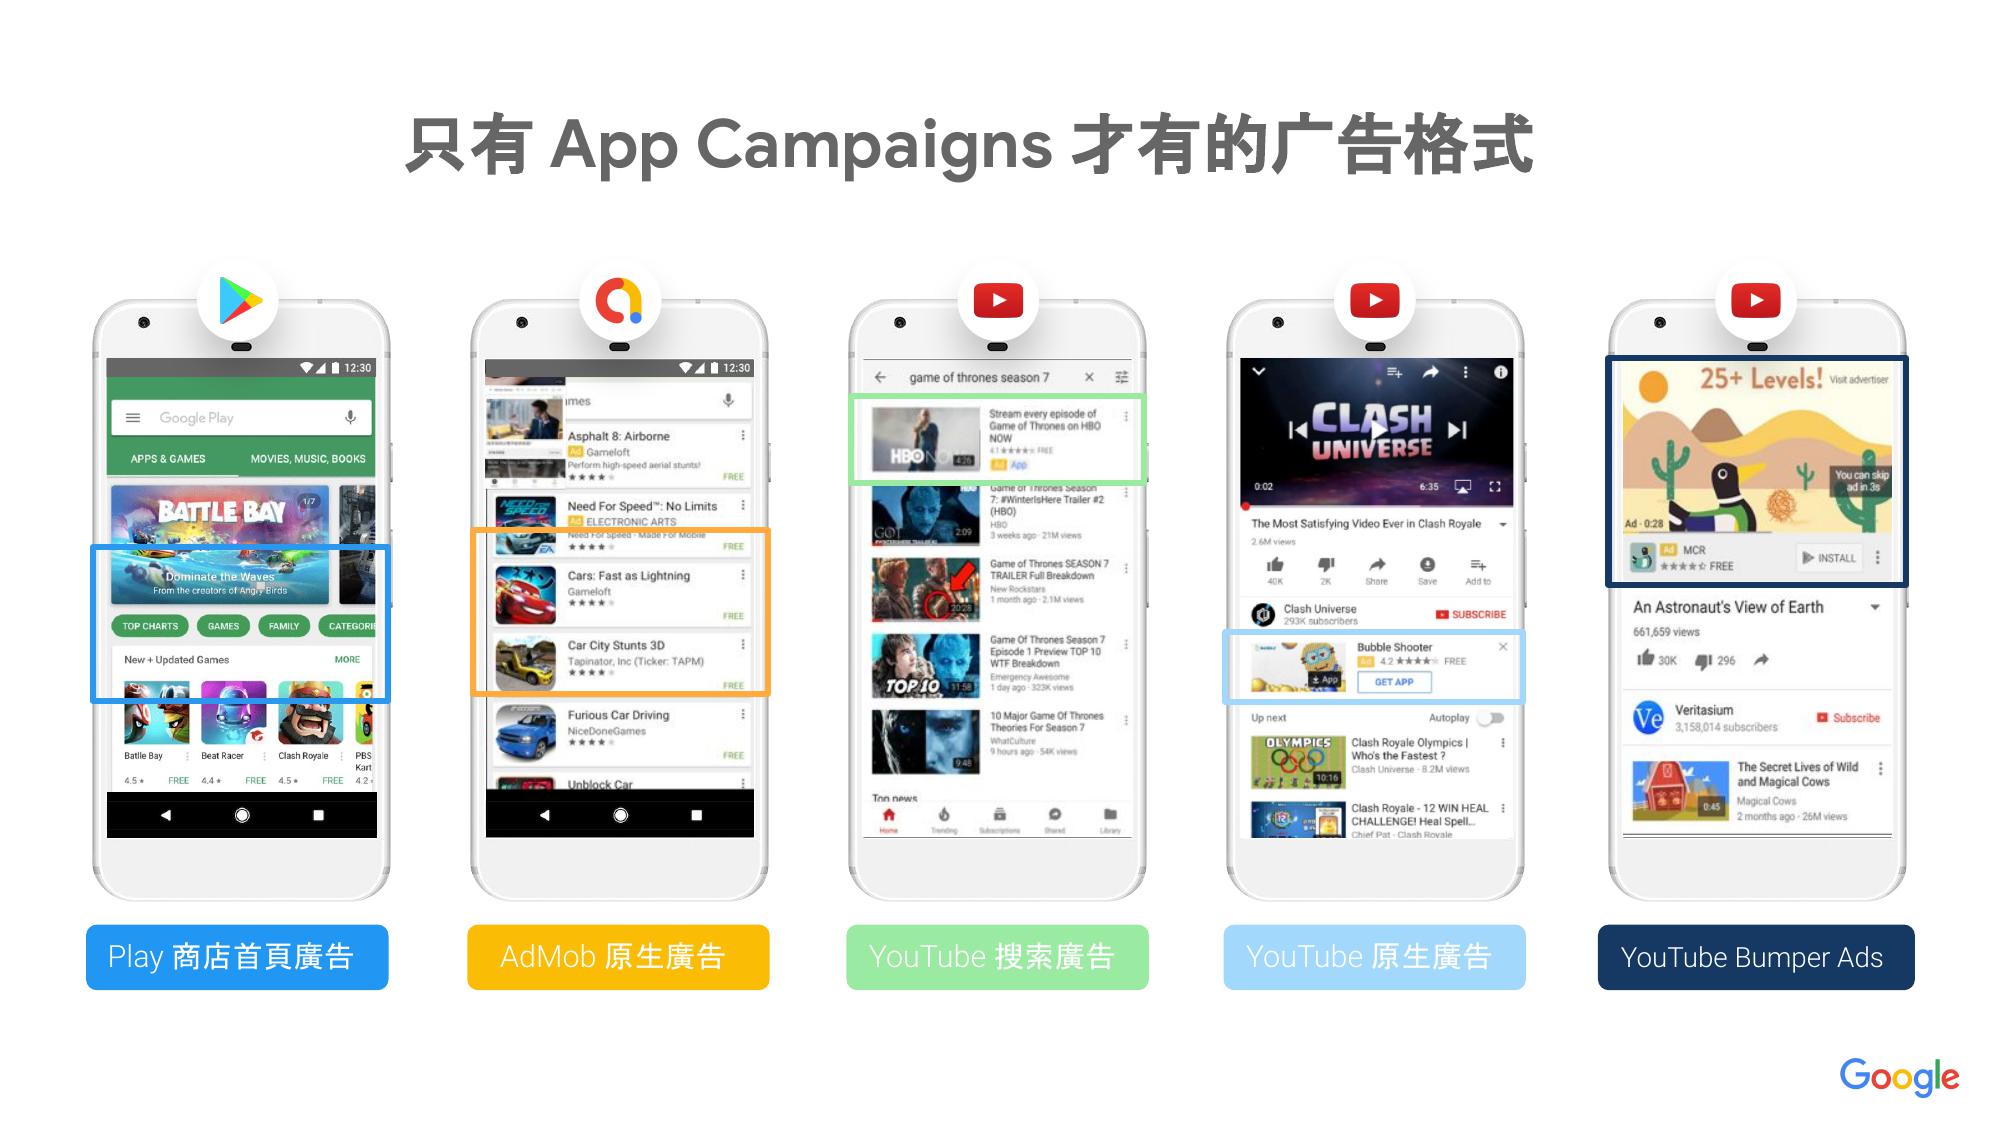 只有 App Campaigns 才有的广告格式
12:30
Google Play
APPS & GAMES
MOVIES, MUSIC, BOOKS
BATTLE BAY
1/7
Dominate the Waves
From the creators of Angry Birds
TOP CHARTS
GAMES
FAMILY
CATEGORIE
New + Updated Games
MORE
Battle Bay
Beat Racer
Clash Royale
PBS
Kart
4.5 FREE
4.4 FREE
4.5 FREE
4.2
Play 商店首頁廣告
12:30
Asphalt 8: Airborne
Ad Gameloft
Perform high-speed aerial stunts!
FREE
NEED FOR SPEED
Need For Speed™: No Limits
Ad ELECTRONIC ARTS
Need For Speed - Made For Mobile
FREE
EA
Cars: Fast as Lightning
Gameloft
FREE
Car City Stunts 3D
Tapinator, Inc (Ticker: TAPM)
FREE
Furious Car Driving
NiceDoneGames
FREE
Unblock Car
AdMob 原生廣告
game of thrones season 7
Stream every episode of
Game of Thrones on HBO
NOW
4.1 FREE
Ad App
HBO NOW
4:26
Game of Thrones Season
7: #WinterIsHere Trailer #2
(HBO)
HBO
3 weeks ago · 21M views
GOT
2:09
Game of Thrones SEASON 7
TRAILER Full Breakdown
New Rockstars
1 month ago · 2.1M views
20:28
Game Of Thrones Season 7
Episode 1 Preview TOP 10
WTF Breakdown
Emergency Awesome
1 day ago · 323K views
TOP 10
11:58
10 Major Game Of Thrones
Theories For Season 7
WhatCulture
9 hours ago · 54K views
9:48
Top news
Home
Trending
Subscriptions
Shared
Library
YouTube 搜索廣告
CLASH
UNIVERSE
0:02
6:35
The Most Satisfying Video Ever in Clash Royale
2.6M views
40K
2K
Share
Save
Add to
Clash Universe
293K subscribers
SUBSCRIBE
Bubble Shooter
Ad 4.2 FREE
App
GET APP
Up next
Autoplay
OLYMPICS
10:16
Clash Royale Olympics |
Who's the Fastest ?
Clash Universe · 8.2M views
12
Clash Royale - 12 WIN HEAL
CHALLENGE! Heal Spell...
Chief Pat - Clash Royale
YouTube 原生廣告
25+ Levels!
Visit advertiser
You can skip
ad in 3s
Ad · 0:28
Ad MCR
FREE
INSTALL
An Astronaut's View of Earth
661,659 views
30K
296
Ve
Veritasium
3,158,014 subscribers
Subscribe
The Secret Lives of Wild
and Magical Cows
Magical Cows
2 months ago · 26M views
0:45
YouTube Bumper Ads
Google